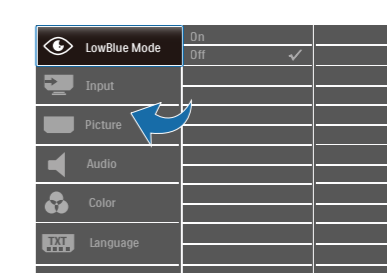 LowBlue Mode
On
Off
Input
Picture
Audio
Color
TXT
Language